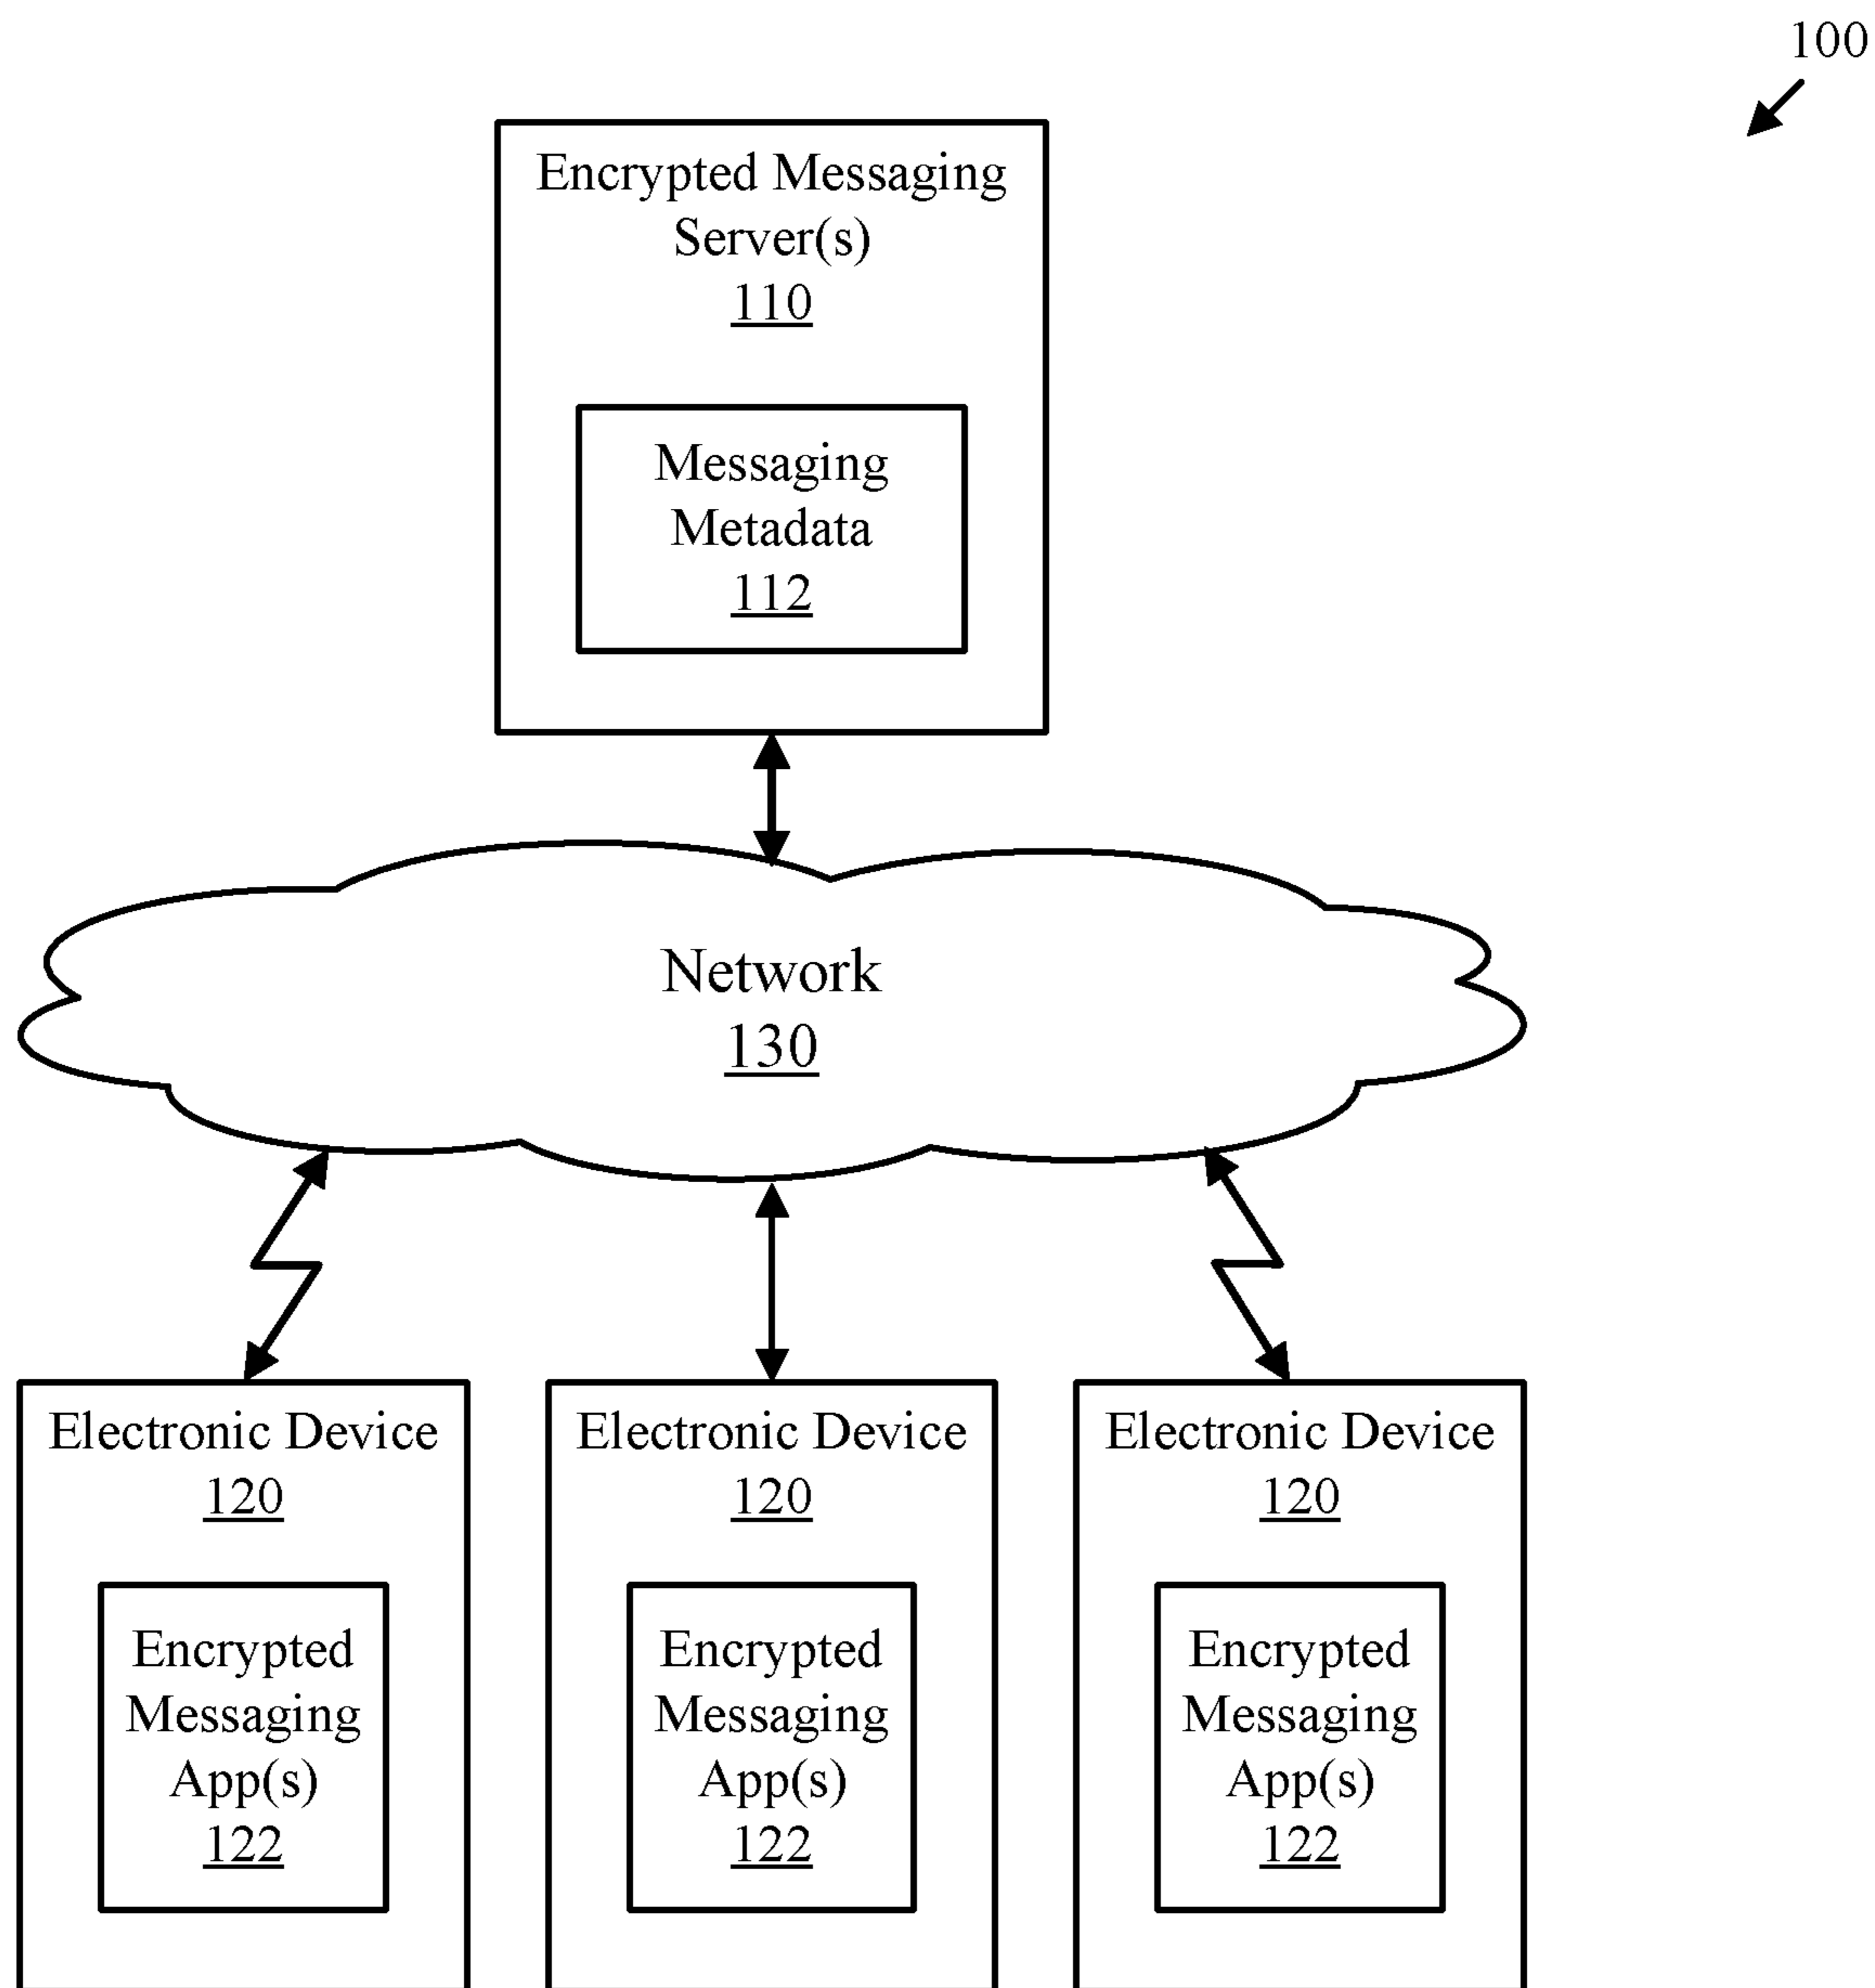 100
Encrypted Messaging
Server(s)
110
Messaging
Metadata
112
Network
130
Electronic Device
120
Encrypted
Messaging
App(s)
122
Electronic Device
120
Encrypted
Messaging
App(s)
122
Electronic Device
120
Encrypted
Messaging
App(s)
122